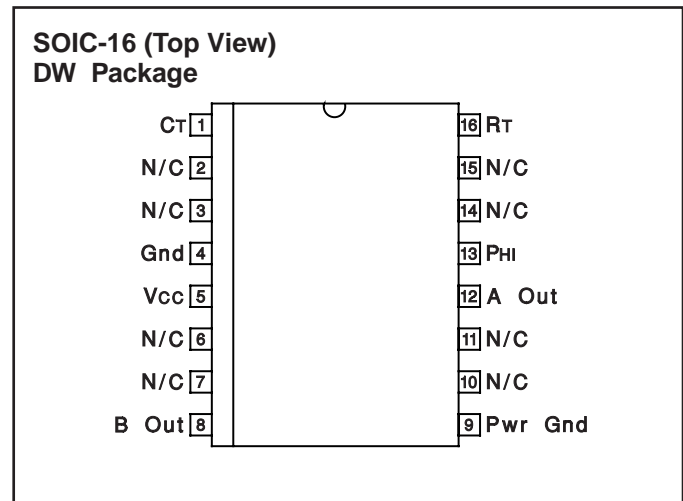 SOIC-16 (Top View)
DW Package
CT 1 16 RT
N/C 2 15 N/C
N/C 3 14 N/C
Gnd 4 13 PHI
Vcc 5 12 A Out
N/C 6 11 N/C
N/C 7 10 N/C
B Out 8 9 Pwr Gnd